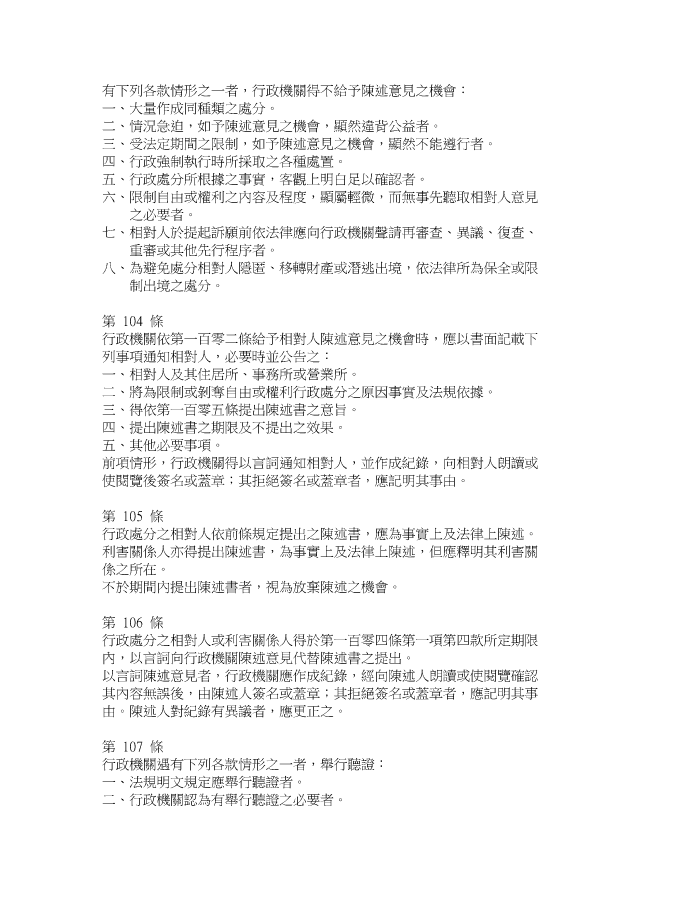 有下列各款情形之一者，行政機關得不給予陳述意見之機會：
一、大量作成同種類之處分。
二、情況急迫，如予陳述意見之機會，顯然違背公益者。
三、受法定期間之限制，如予陳述意見之機會，顯然不能遵行者。
四、行政強制執行時所採取之各種處置。
五、行政處分所根據之事實，客觀上明白足以確認者。
六、限制自由或權利之內容及程度，顯屬輕微，而無事先聽取相對人意見
之必要者。
七、相對人於提起訴願前依法律應向行政機關聲請再審查、異議、復查、
重審或其他先行程序者。
八、為避免處分相對人隱匿、移轉財產或潛逃出境，依法律所為保全或限
制出境之處分。
第 104 條
行政機關依第一百零二條給予相對人陳述意見之機會時，應以書面記載下
列事項通知相對人，必要時並公告之：
一、相對人及其住居所、事務所或營業所。
二、將為限制或剝奪自由或權利行政處分之原因事實及法規依據。
三、得依第一百零五條提出陳述書之意旨。
四、提出陳述書之期限及不提出之效果。
五、其他必要事項。
前項情形，行政機關得以言詞通知相對人，並作成紀錄，向相對人朗讀或
使閱覽後簽名或蓋章；其拒絕簽名或蓋章者，應記明其事由。
第 105 條
行政處分之相對人依前條規定提出之陳述書，應為事實上及法律上陳述。
利害關係人亦得提出陳述書，為事實上及法律上陳述，但應釋明其利害關
係之所在。
不於期間內提出陳述書者，視為放棄陳述之機會。
第 106 條
行政處分之相對人或利害關係人得於第一百零四條第一項第四款所定期限
內，以言詞向行政機關陳述意見代替陳述書之提出。
以言詞陳述意見者，行政機關應作成紀錄，經向陳述人朗讀或使閱覽確認
其內容無誤後，由陳述人簽名或蓋章；其拒絕簽名或蓋章者，應記明其事
由。陳述人對紀錄有異議者，應更正之。
第 107 條
行政機關遇有下列各款情形之一者，舉行聽證：
一、法規明文規定應舉行聽證者。
二、行政機關認為有舉行聽證之必要者。